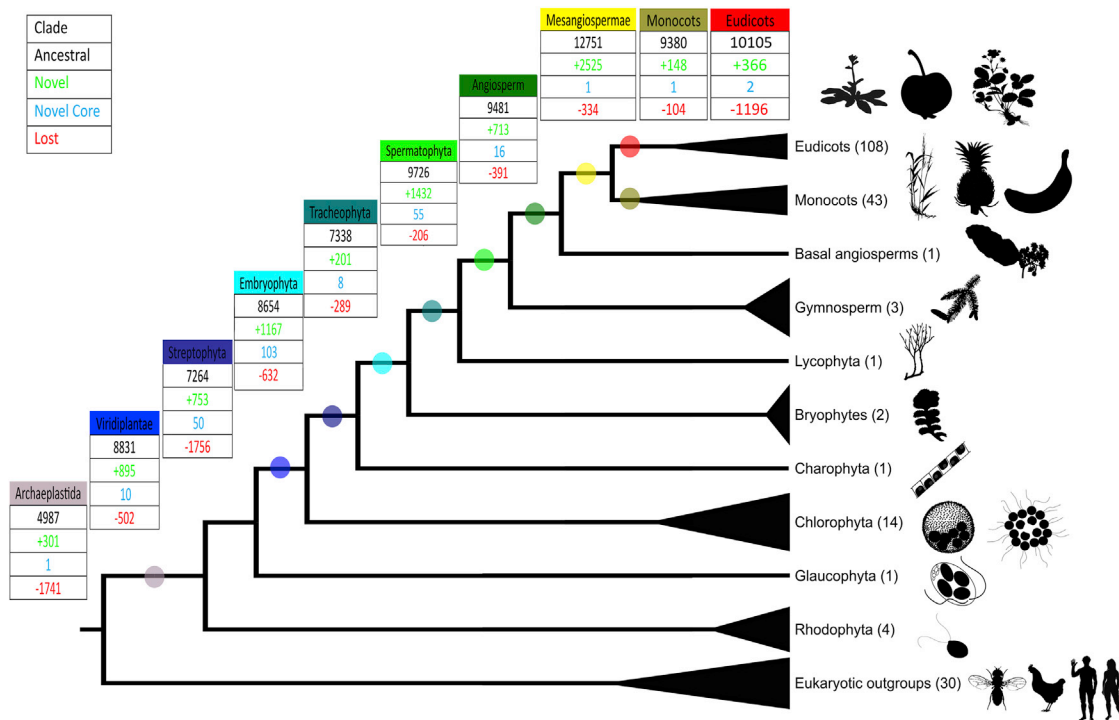 Clade
Ancestral
Novel
Novel Core
Lost
Mesangiospermae
12751
+2525
1
-334
Monocots
9380
+148
1
-104
Eudicots
10105
+366
2
-1196
Angiosperm
9481
+713
16
-391
Spermatophyta
9726
+1432
55
-206
Tracheophyta
7338
+201
8
-289
Embryophyta
8654
+1167
103
-632
Streptophyta
7264
+753
50
-1756
Viridiplantae
8831
+895
10
-502
Archaeplastida
4987
+301
1
-1741
Eudicots (108)
Monocots (43)
Basal angiosperms (1)
Gymnosperm (3)
Lycophyta (1)
Bryophytes (2)
Charophyta (1)
Chlorophyta (14)
Glaucophyta (1)
Rhodophyta (4)
Eukaryotic outgroups (30)